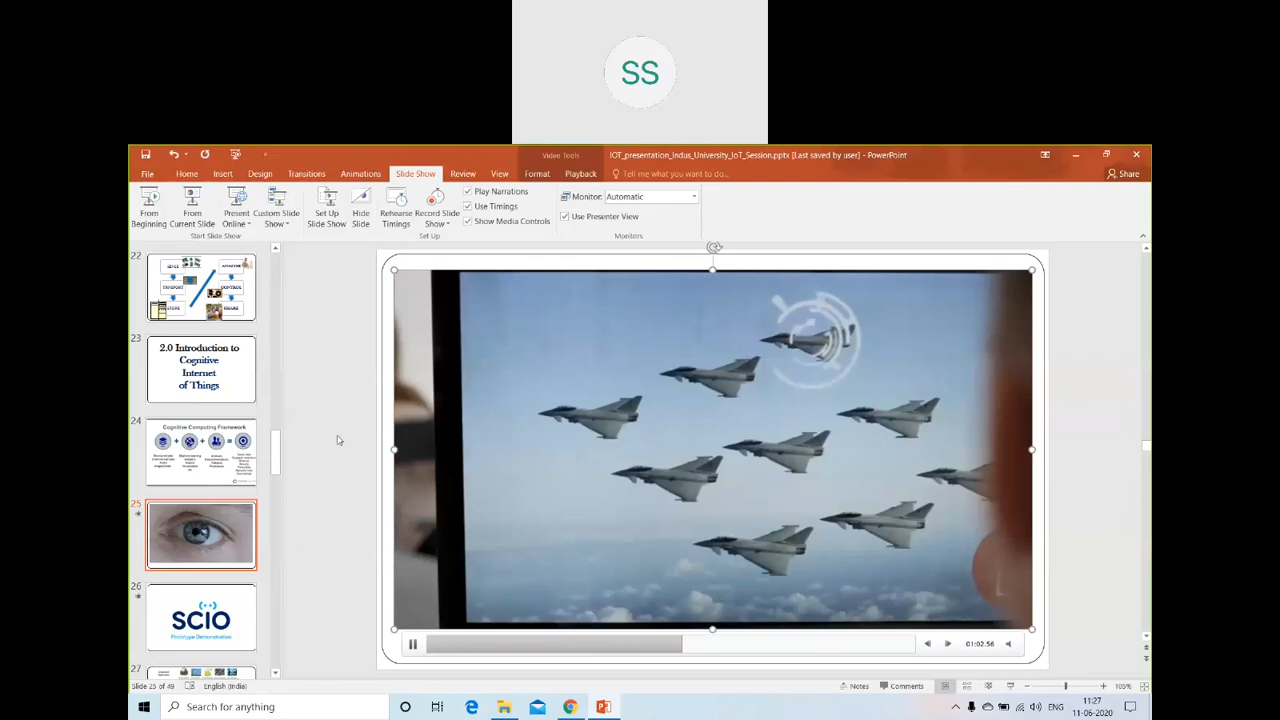 SS
Video Tools
IOT_presentation_Indus_University_IoT_Session.pptx [Last saved by user] - PowerPoint
File Home Insert Design Transitions Animations Slide Show Review View Format Playback Tell me what you want to do... Share
From Beginning
From Current Slide
Present Online
Custom Slide Show
Start Slide Show
Set Up Slide Show
Hide Slide
Rehearse Timings
Record Slide Show
Play Narrations
Use Timings
Show Media Controls
Set Up
Monitor: Automatic
Use Presenter View
Monitors
22
STORE
CONTROL
SHARE
23
2.0 Introduction to
Cognitive
Internet
of Things
24
Cognitive Computing Framework
25
26
SCIO
Prototype Demonstration
27
01:02.56
Slide 25 of 49 English (India) Notes Comments 105%
Search for anything
ENG
11:27
11-06-2020